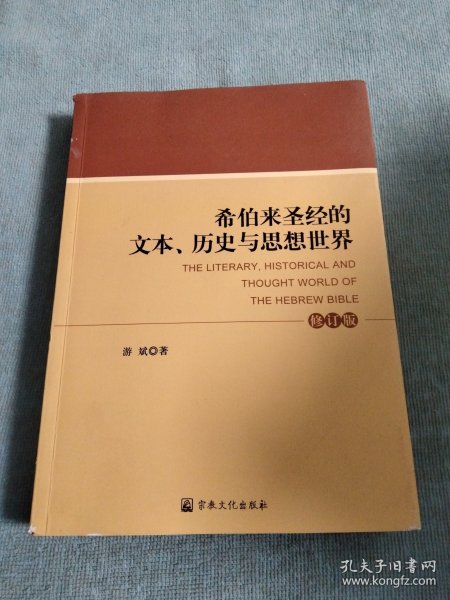 希伯来圣经的
文本、历史与思想世界
THE LITERARY, HISTORICAL AND
THOUGHT WORLD OF
THE HEBREW BIBLE
修订版
游 斌◎著
宗教文化出版社
孔夫子旧书网
www.kongfz.com